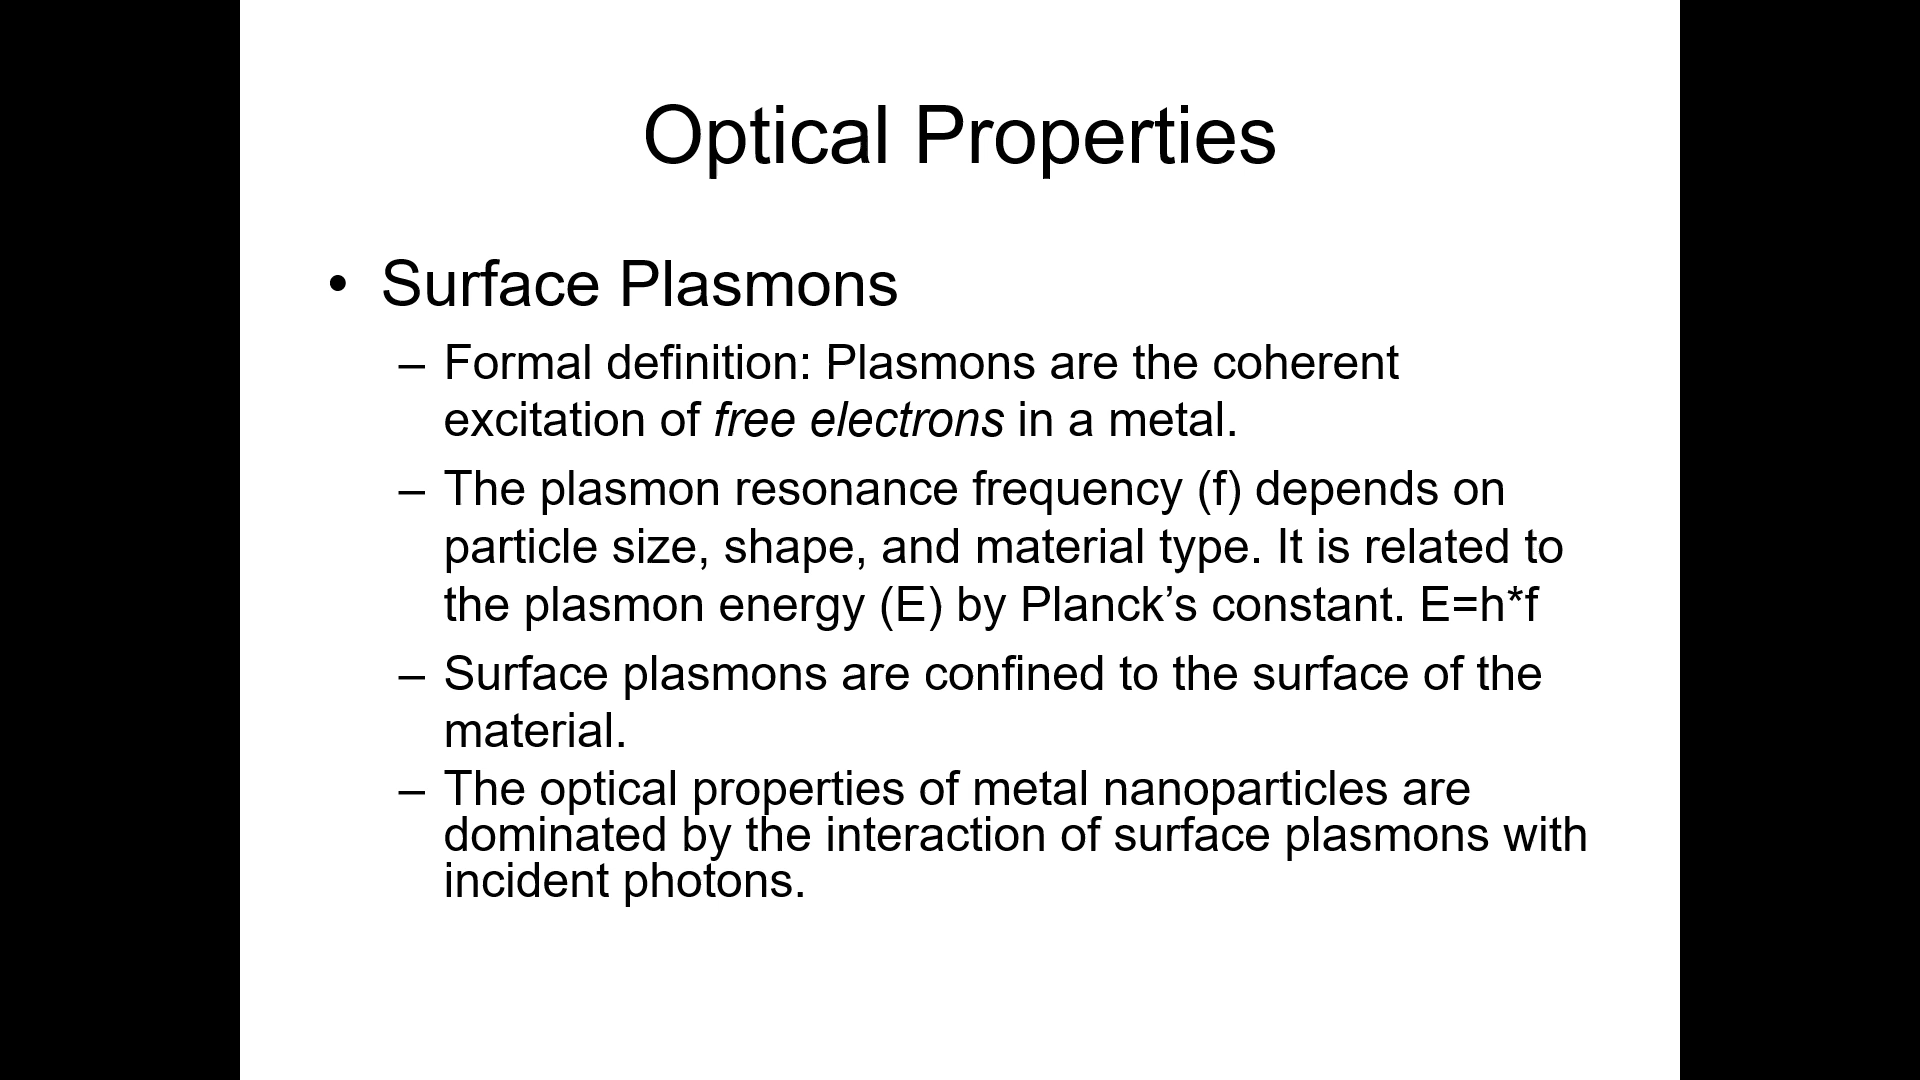 Optical Properties
• Surface Plasmons
– Formal definition: Plasmons are the coherent
excitation of free electrons in a metal.
– The plasmon resonance frequency (f) depends on
particle size, shape, and material type. It is related to
the plasmon energy (E) by Planck’s constant. E=h*f
– Surface plasmons are confined to the surface of the
material.
– The optical properties of metal nanoparticles are
dominated by the interaction of surface plasmons with
incident photons.